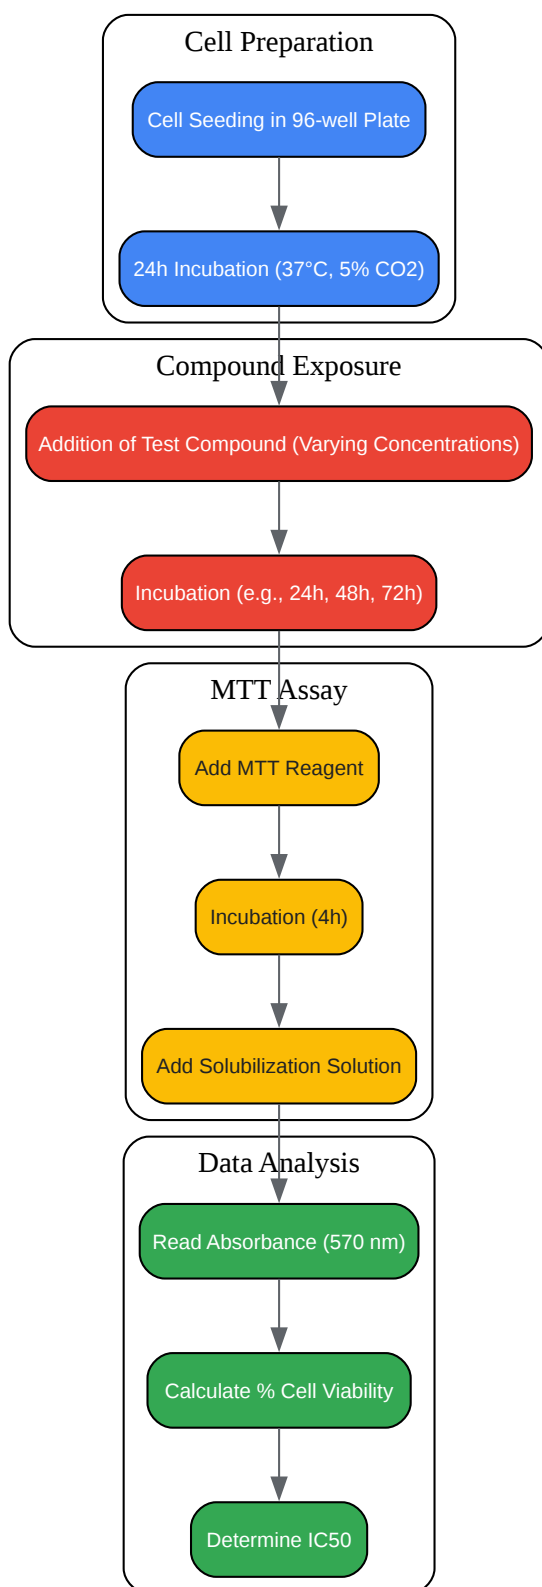 Cell Preparation
Cell Seeding in 96-well Plate
24h Incubation (37°C, 5% CO2)
Compound Exposure
Addition of Test Compound (Varying Concentrations)
Incubation (e.g., 24h, 48h, 72h)
MTT Assay
Add MTT Reagent
Incubation (4h)
Add Solubilization Solution
Data Analysis
Read Absorbance (570 nm)
Calculate % Cell Viability
Determine IC50